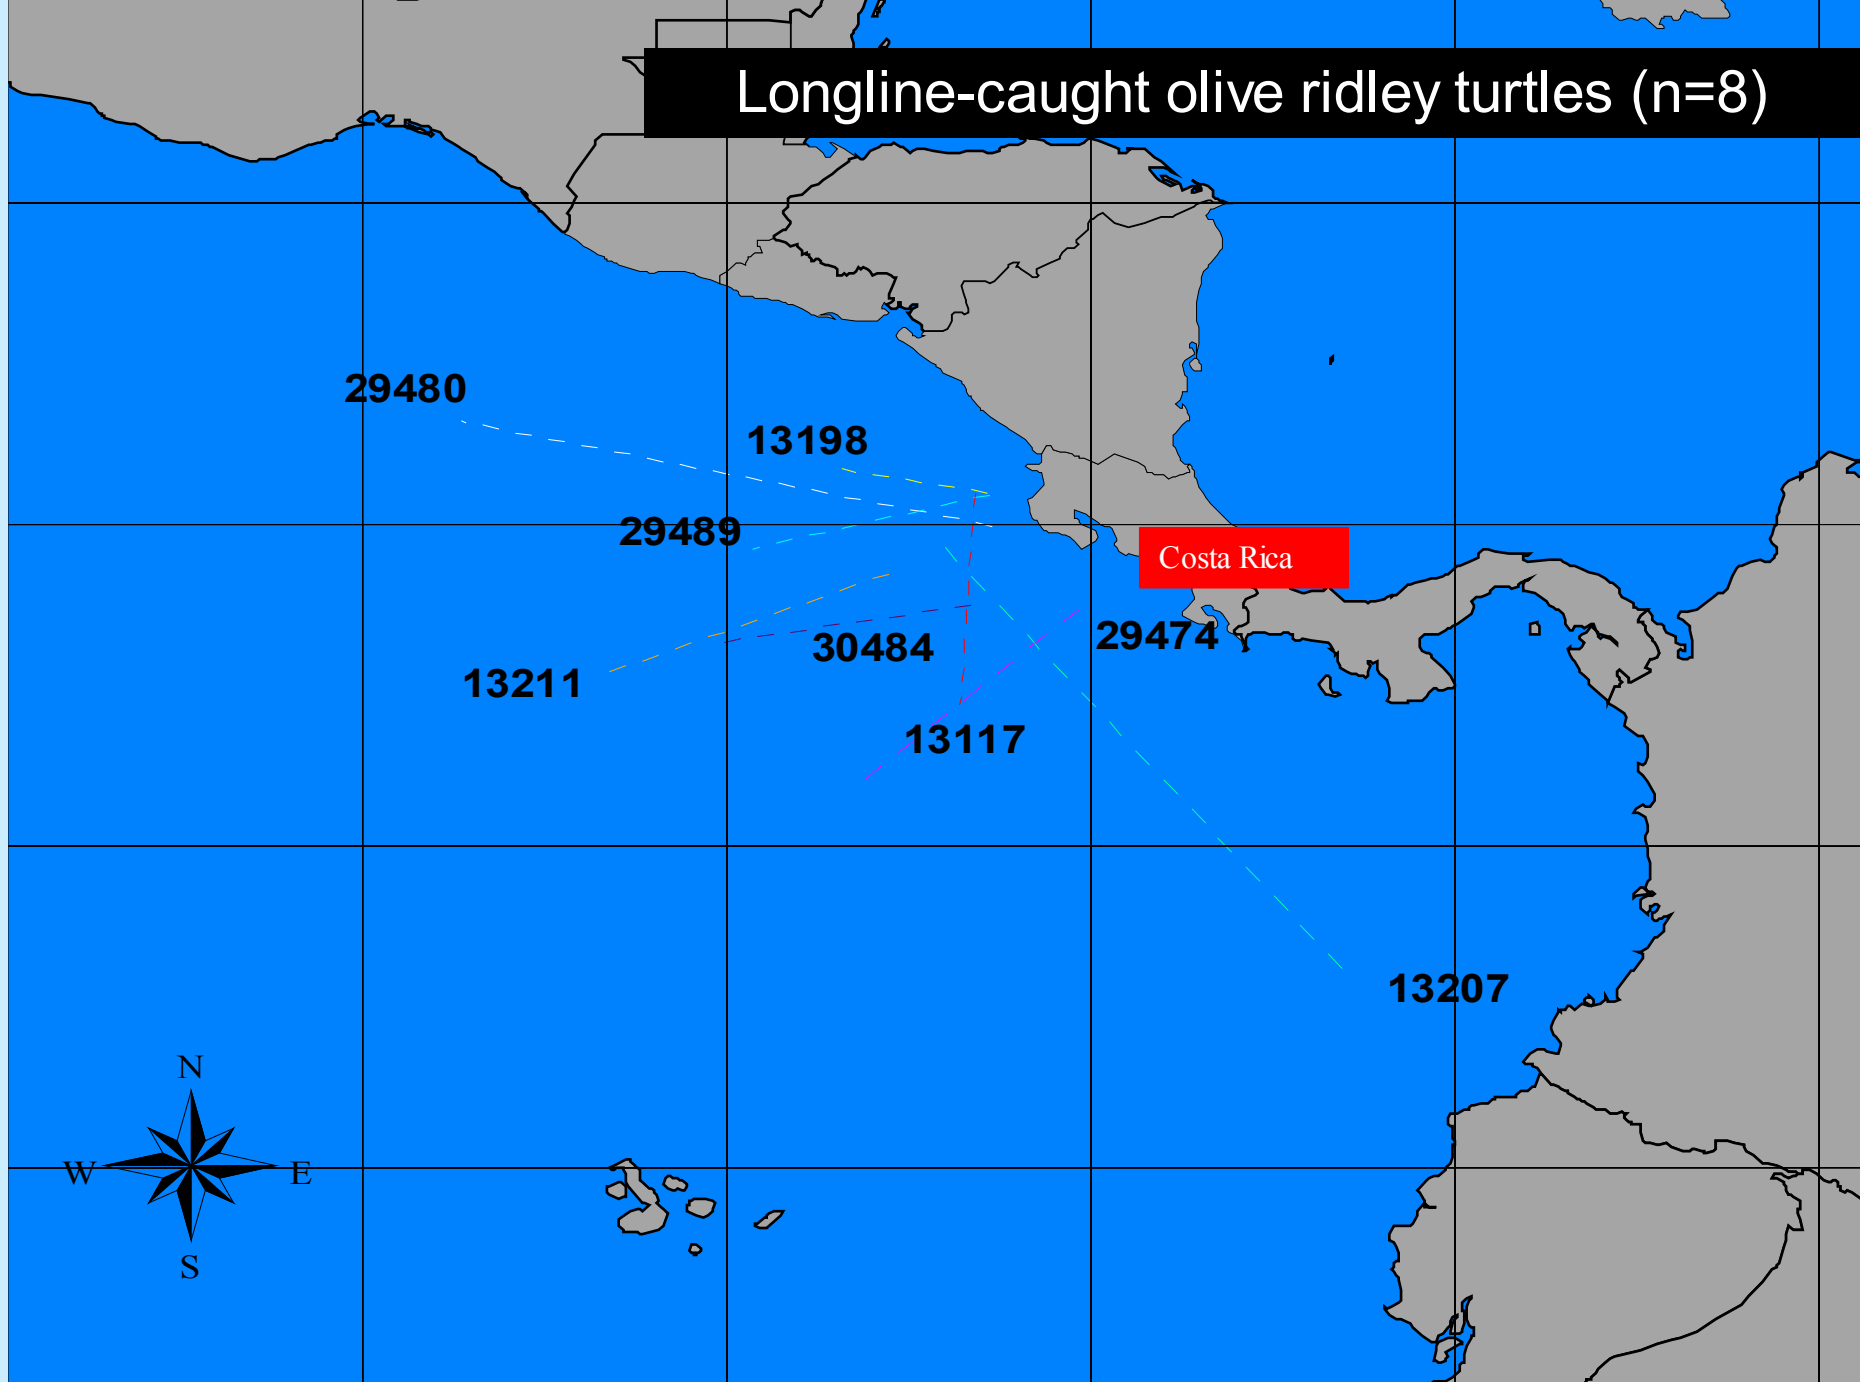 Longline-caught olive ridley turtles (n=8)
29480
13198
29489
Costa Rica
29474
30484
13211
13117
13207
N
W
E
S